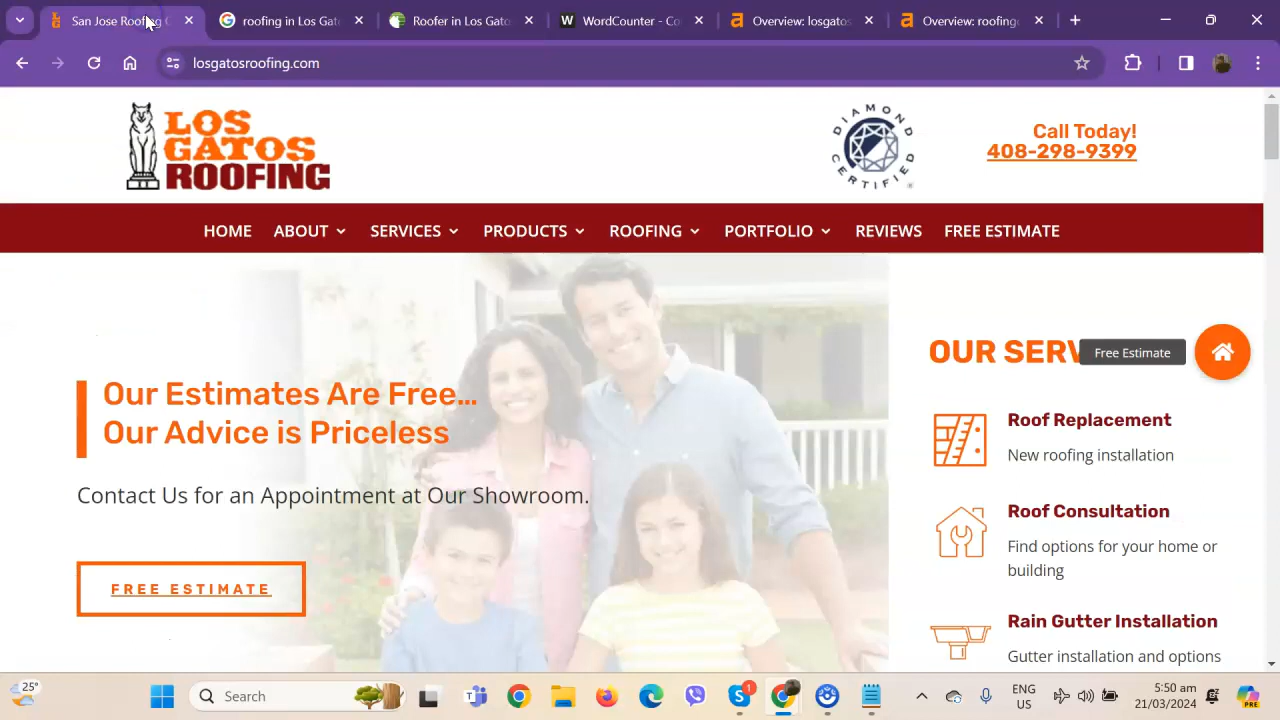 San Jose Roofing
roofing in Los Gat
Roofer in Los Gato
WordCounter - Co
Overview: losgatos
Overview: roofing
losgatosroofing.com
LOS GATOS ROOFING
DIAMOND CERTIFIED
Call Today!
408-298-9399
HOME ABOUT SERVICES PRODUCTS ROOFING PORTFOLIO REVIEWS FREE ESTIMATE
Our Estimates Are Free...
Our Advice is Priceless
Contact Us for an Appointment at Our Showroom.
FREE ESTIMATE
OUR SERV
Free Estimate
Roof Replacement
New roofing installation
Roof Consultation
Find options for your home or
building
Rain Gutter Installation
Gutter installation and options
25°
Search
1
ENG
US
5:50 am
21/03/2024
PRE